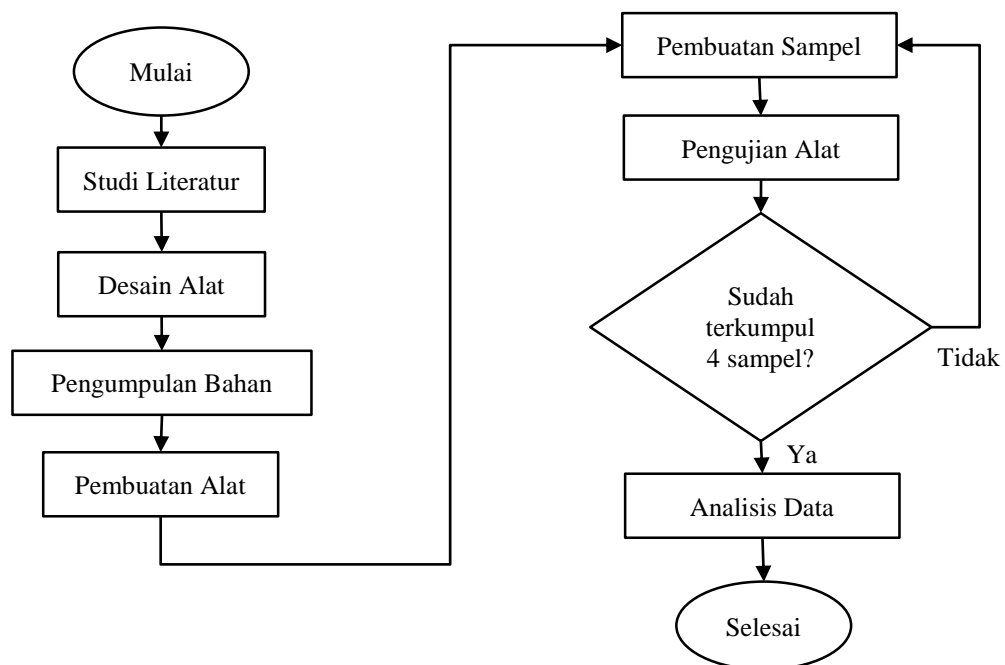 Mulai
Studi Literatur
Desain Alat
Pengumpulan Bahan
Pembuatan Alat
Pembuatan Sampel
Pengujian Alat
Sudah
terkumpul
4 sampel?
Tidak
Ya
Analisis Data
Selesai